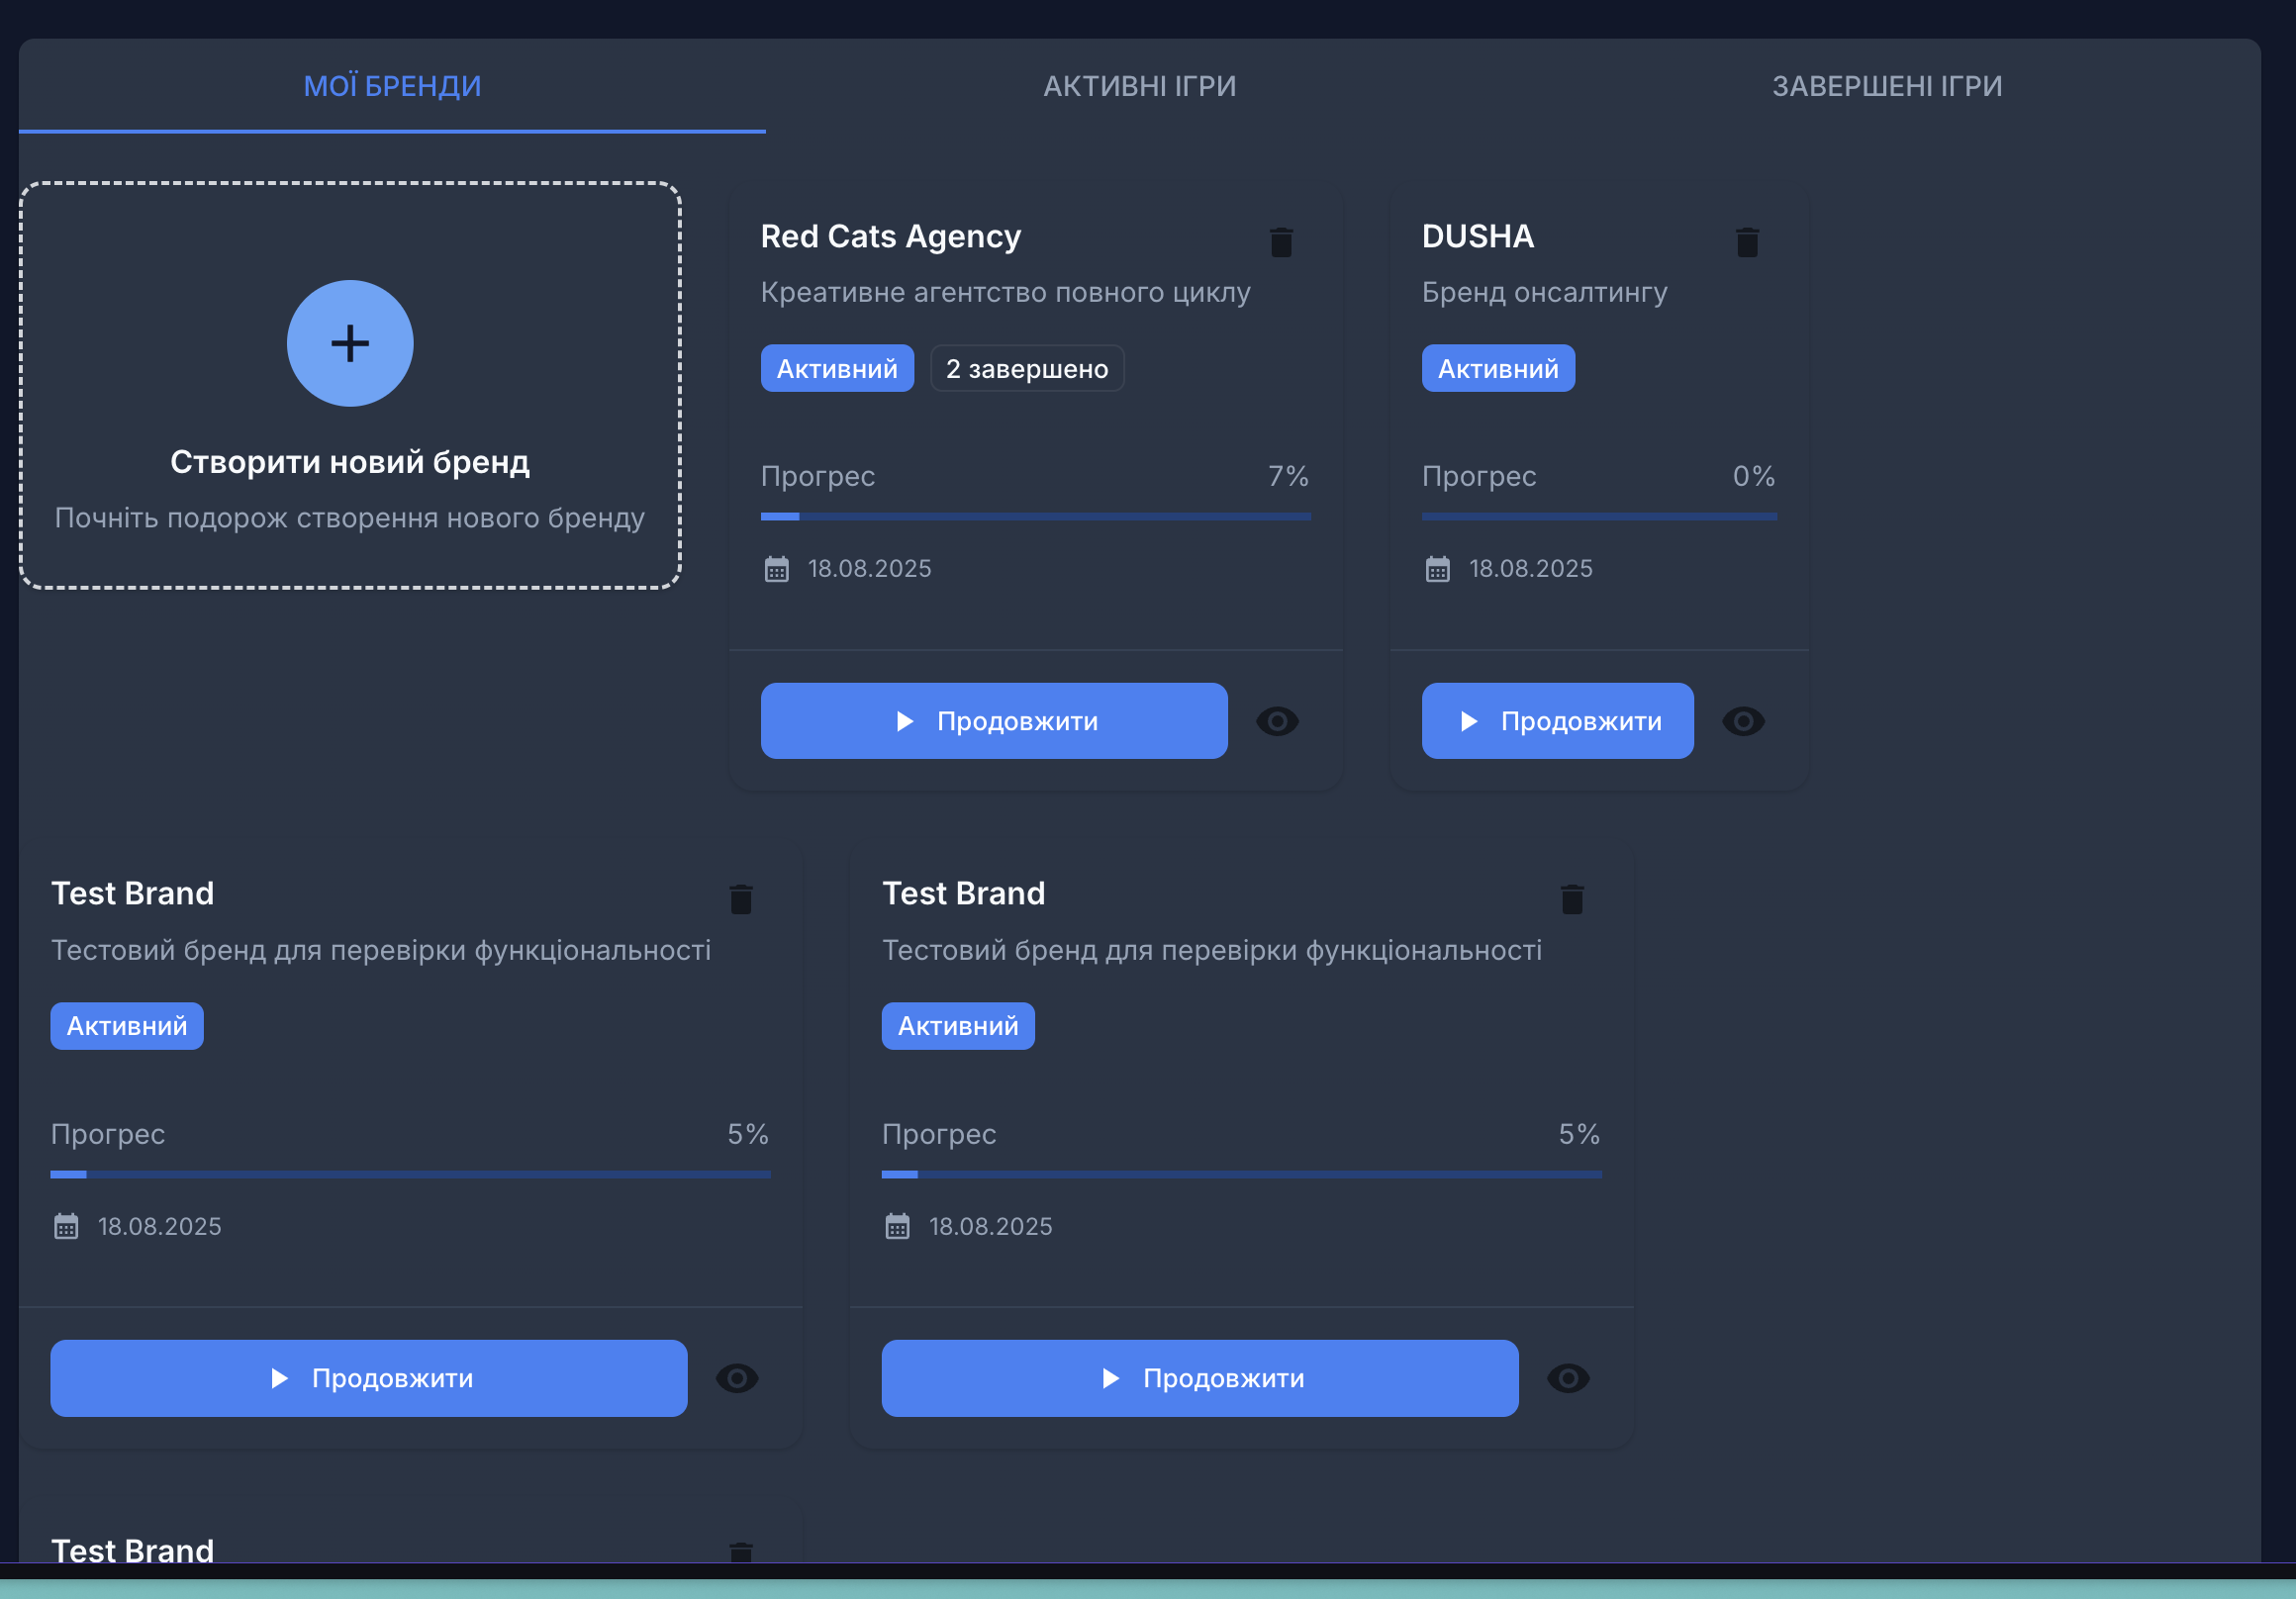 МОЇ БРЕНДИ
АКТИВНІ ІГРИ
ЗАВЕРШЕНІ ІГРИ
Створити новий бренд
Почніть подорож створення нового бренду
Red Cats Agency
Креативне агентство повного циклу
Активний
2 завершено
Прогрес
7%
18.08.2025
Продовжити
DUSHA
Бренд онсалтингу
Активний
Прогрес
0%
18.08.2025
Продовжити
Test Brand
Тестовий бренд для перевірки функціональності
Активний
Прогрес
5%
18.08.2025
Продовжити
Test Brand
Тестовий бренд для перевірки функціональності
Активний
Прогрес
5%
18.08.2025
Продовжити
Test Brand